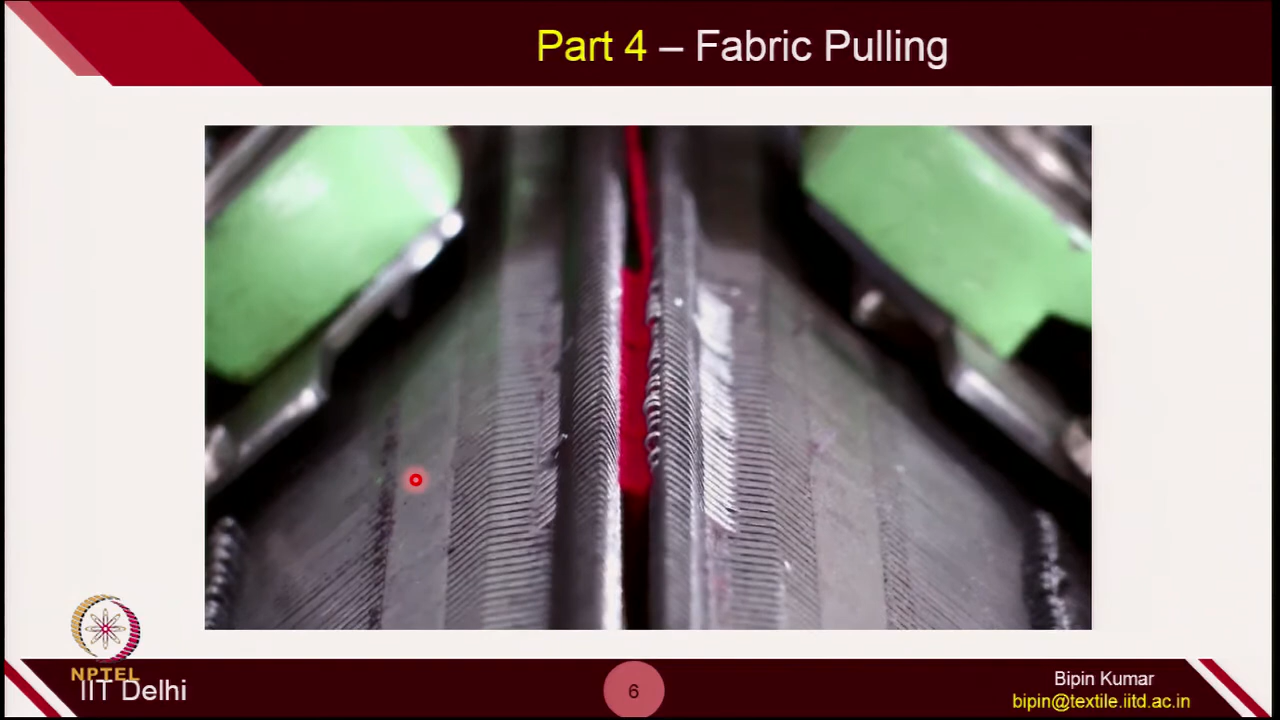 Part 4 – Fabric Pulling
NPTEL
IIT Delhi
6
Bipin Kumar
bipin@textile.iitd.ac.in